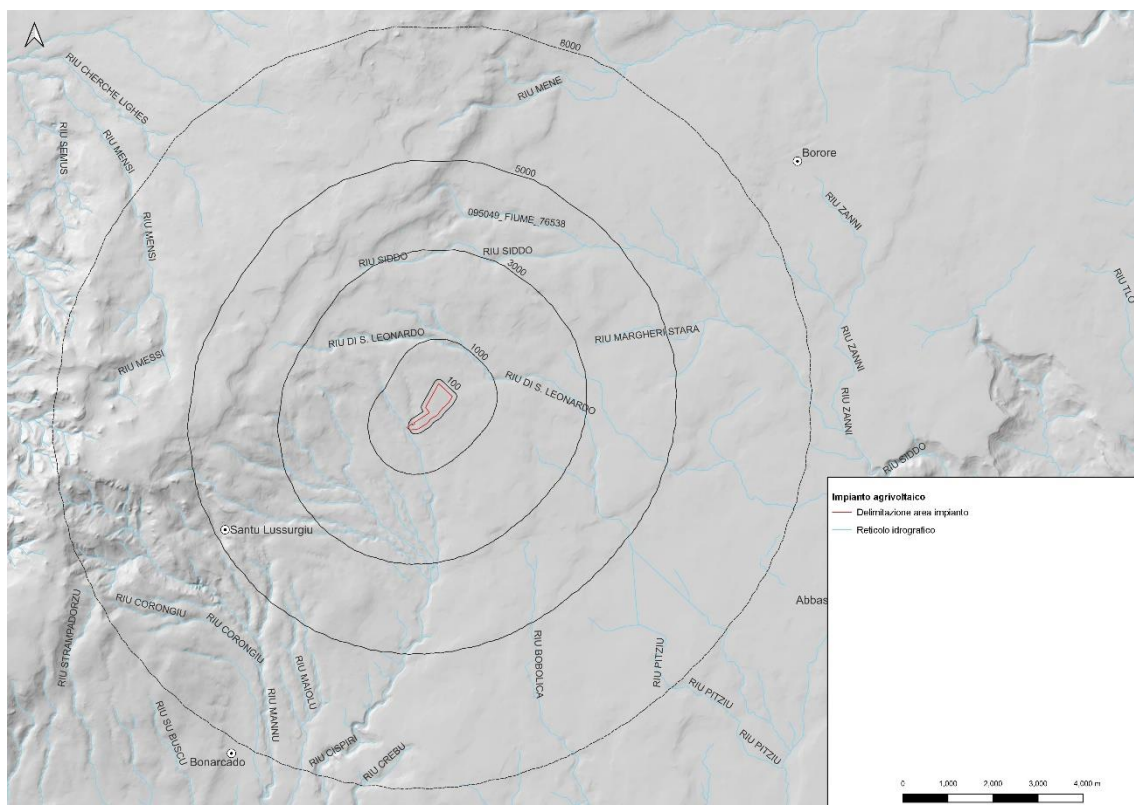 6000
RIU MENE
RIU CHERCHE LIGHES
RIU SEMUS
RIU MENSI
Borore
5000
RIU ZANNI
095049_FIUME_76538
RIU MENSI
RIU SIDDO
RIU SIDDO
3000
RIU TLO
RIU DI S. LEONARDO
RIU MARGHERI STARA
1000
RIU ZANNI
RIU MESSI
100
RIU DI S. LEONARDO
RIU ZANNI
RIU SIDDO
Impianto agrivoltaico
Delimitazione area impianto
Reticolo idrografico
Santu Lussurgiu
RIU CORONGIU
Abbas
RIU STRAMPADORZU
RIU CORONGIU
RIU MAIOLU
RIU BOBOLICA
RIU PITZIU
RIU PITZIU
RIU MANNU
RIU SU BUSCU
RIU PITZIU
RIU CISPIRI
Bonarcado
RIU CREBU
0 1,000 2,000 3,000 4,000 m